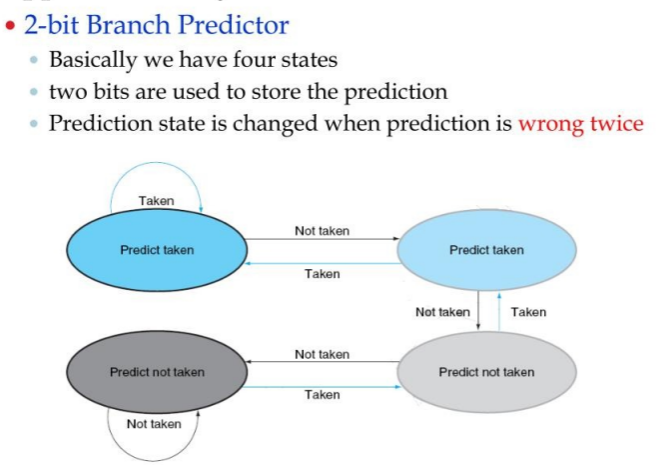 • 2-bit Branch Predictor
• Basically we have four states
• two bits are used to store the prediction
• Prediction state is changed when prediction is wrong twice
Taken
Predict taken
Not taken
Taken
Predict taken
Not taken
Taken
Predict not taken
Not taken
Taken
Predict not taken
Not taken